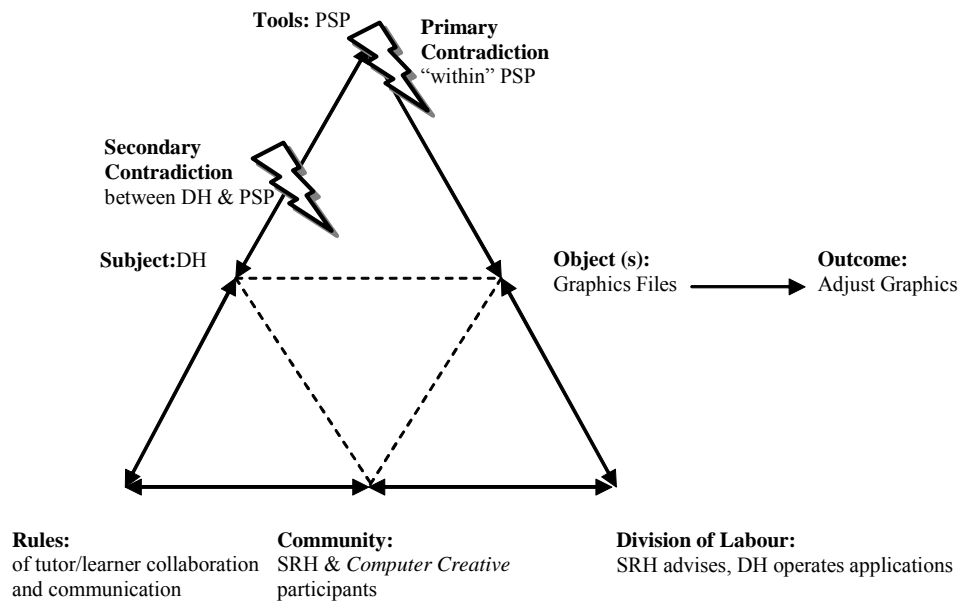 Tools: PSP
Primary
Contradiction
“within” PSP
Secondary
Contradiction
between DH & PSP
Subject:DH
Object (s):
Graphics Files
Outcome:
Adjust Graphics
Rules:
of tutor/learner collaboration
and communication
Community:
SRH & Computer Creative
participants
Division of Labour:
SRH advises, DH operates applications